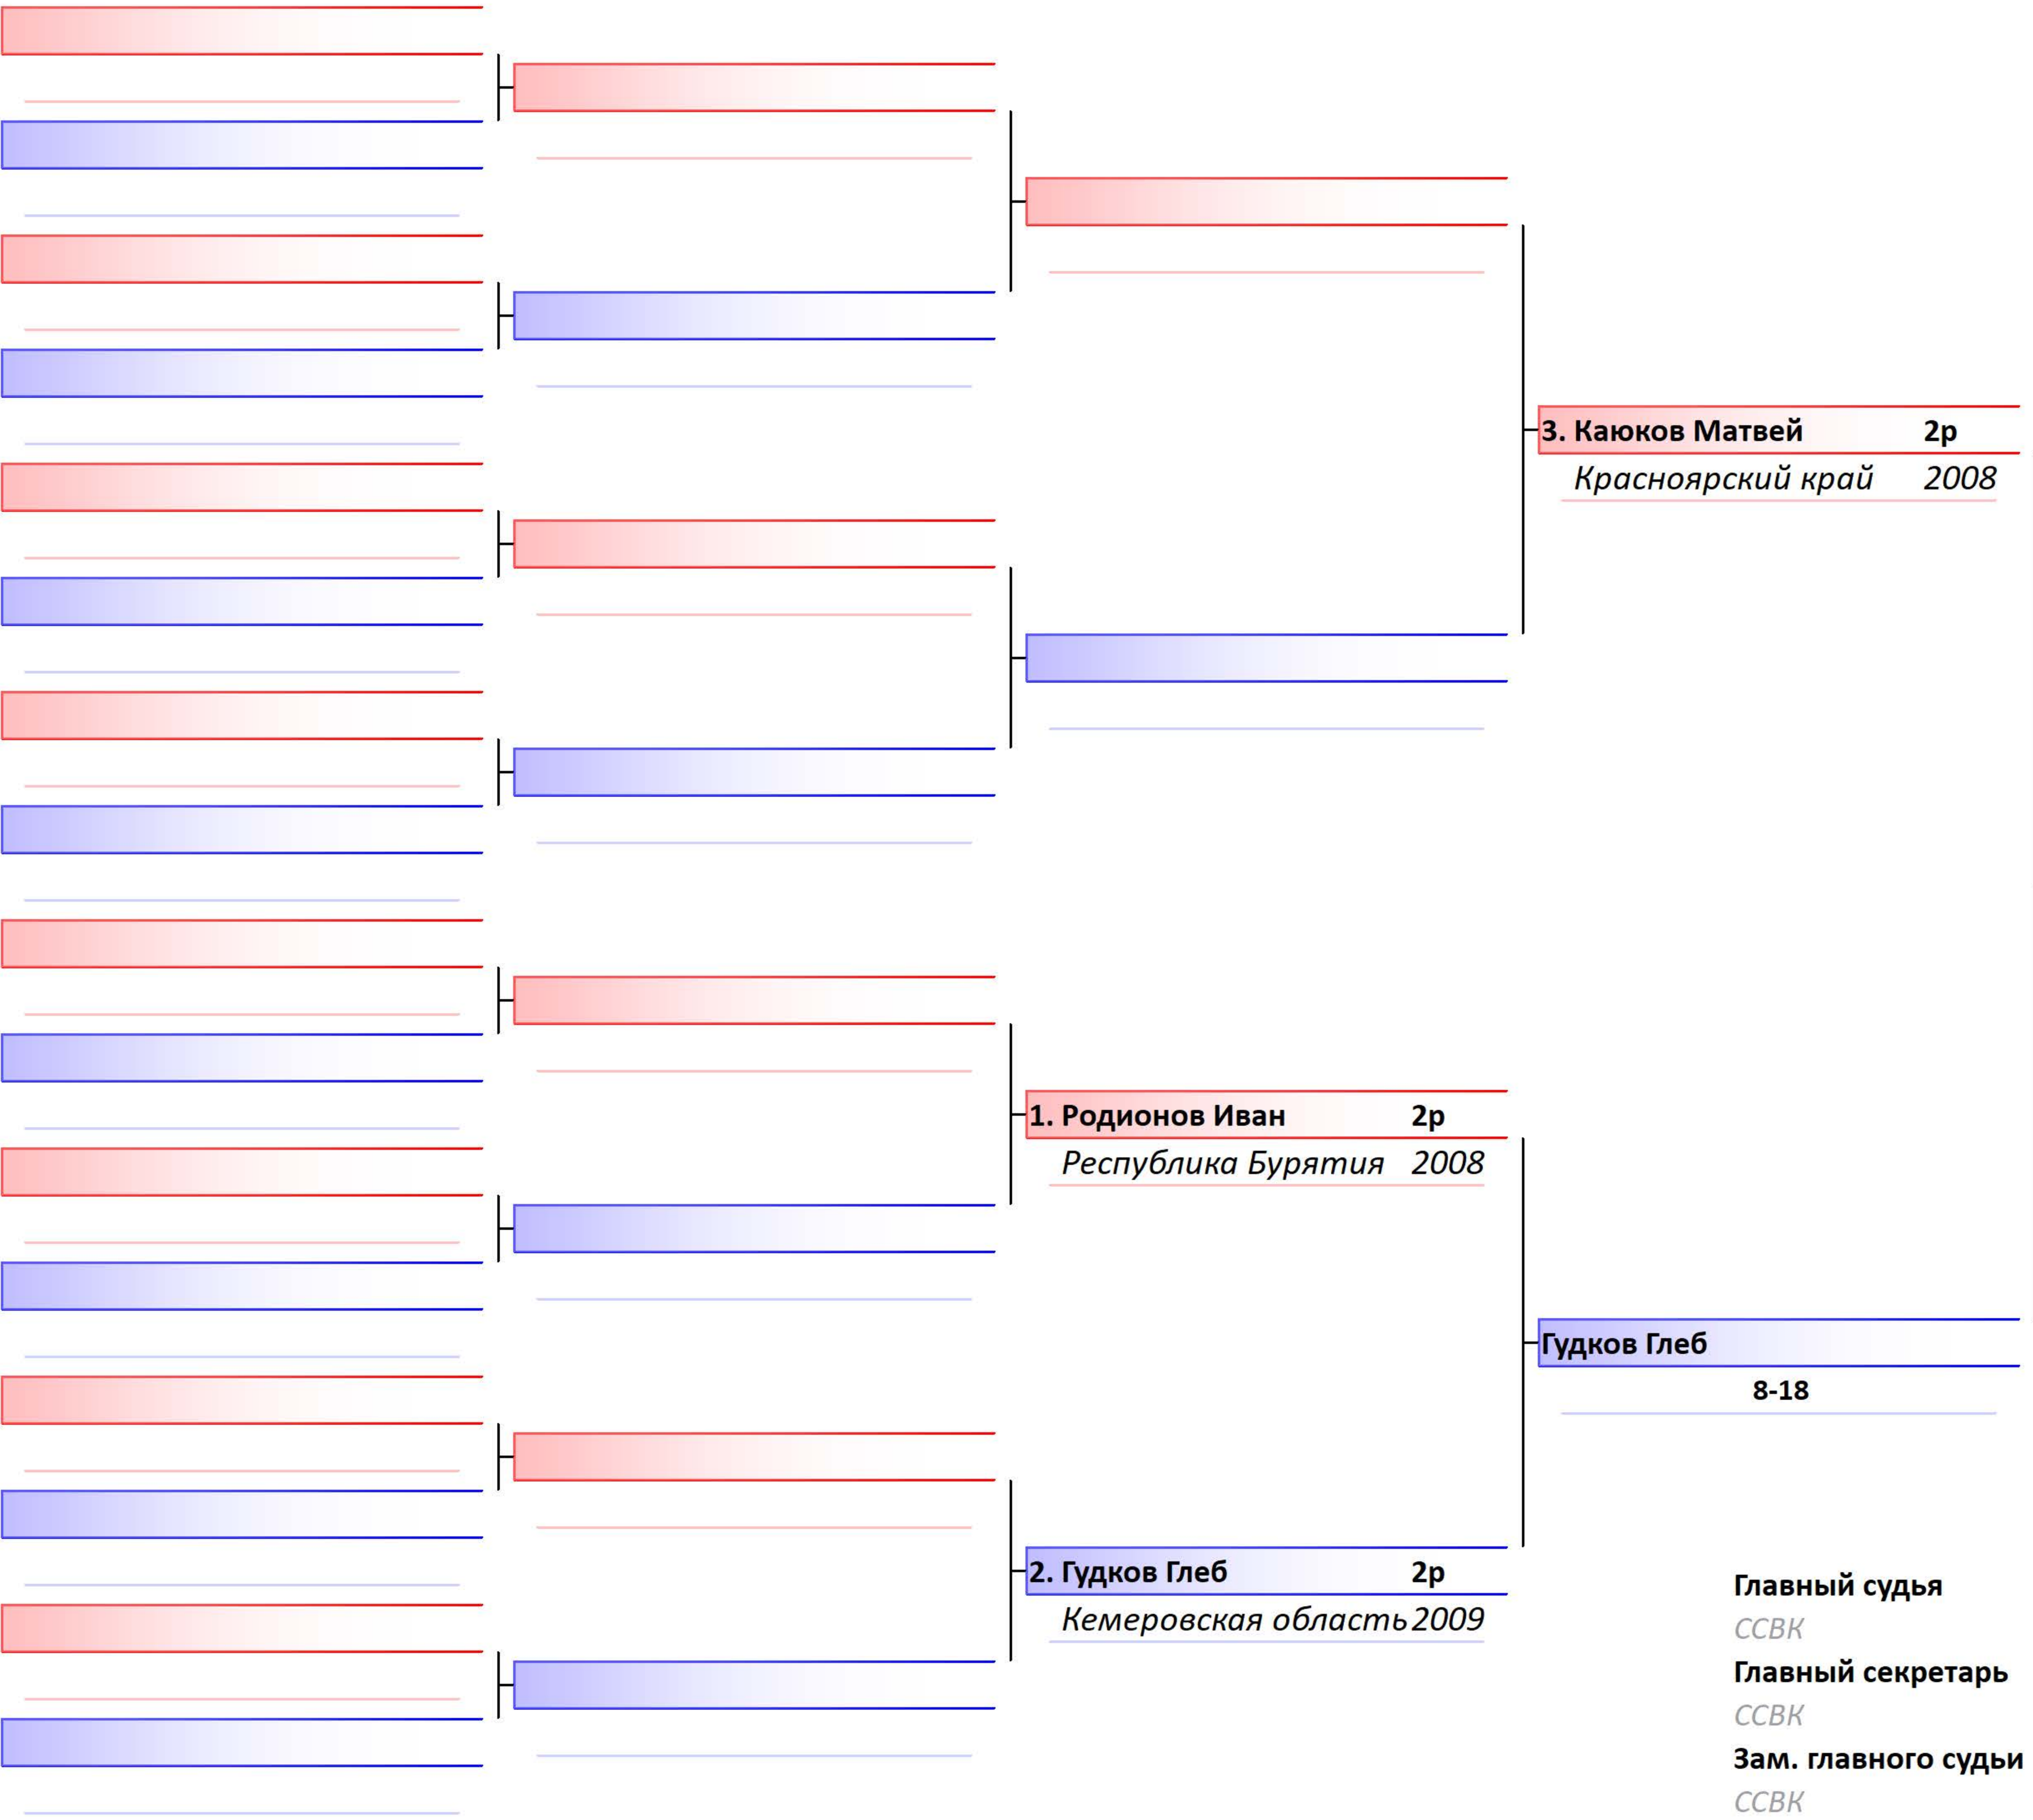 3. Каюков Матвей 2р
Красноярский край 2008
1. Родионов Иван 2р
Республика Бурятия 2008
Гудков Глеб
8-18
2. Гудков Глеб 2р
Кемеровская область 2009
Главный судья
ССВК
Главный секретарь
ССВК
Зам. главного судьи
ССВК